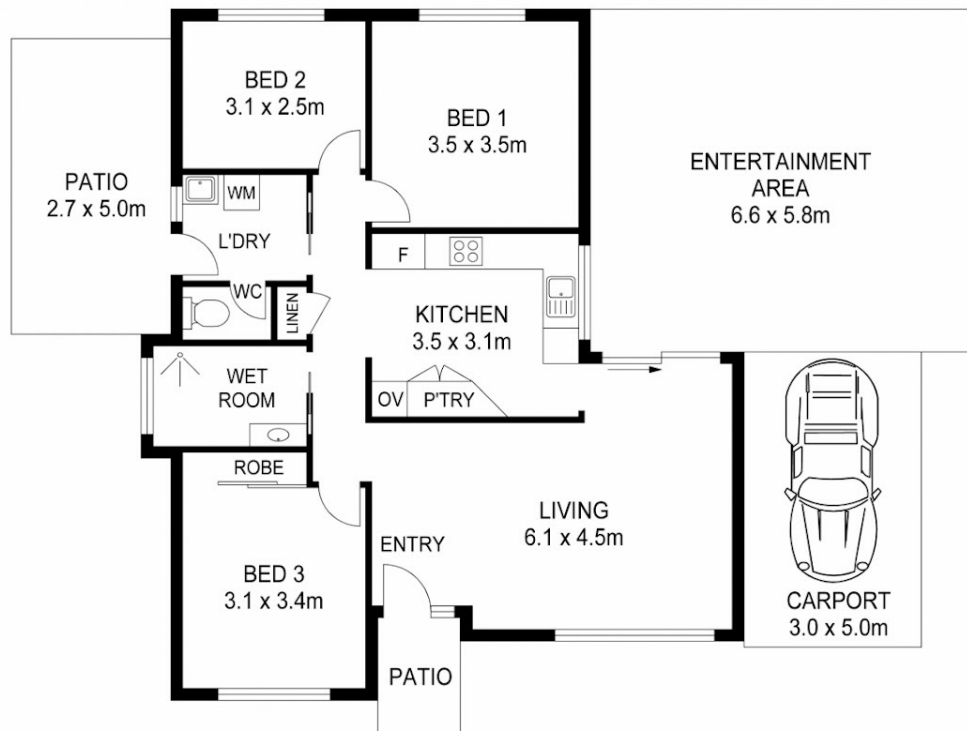 BED 2
3.1 x 2.5m
BED 1
3.5 x 3.5m
ENTERTAINMENT
AREA
6.6 x 5.8m
PATIO
2.7 x 5.0m
WM
L'DRY
WC
LINEN
F
KITCHEN
3.5 x 3.1m
OV
P'TRY
WET
ROOM
ROBE
BED 3
3.1 x 3.4m
ENTRY
LIVING
6.1 x 4.5m
CARPORT
3.0 x 5.0m
PATIO